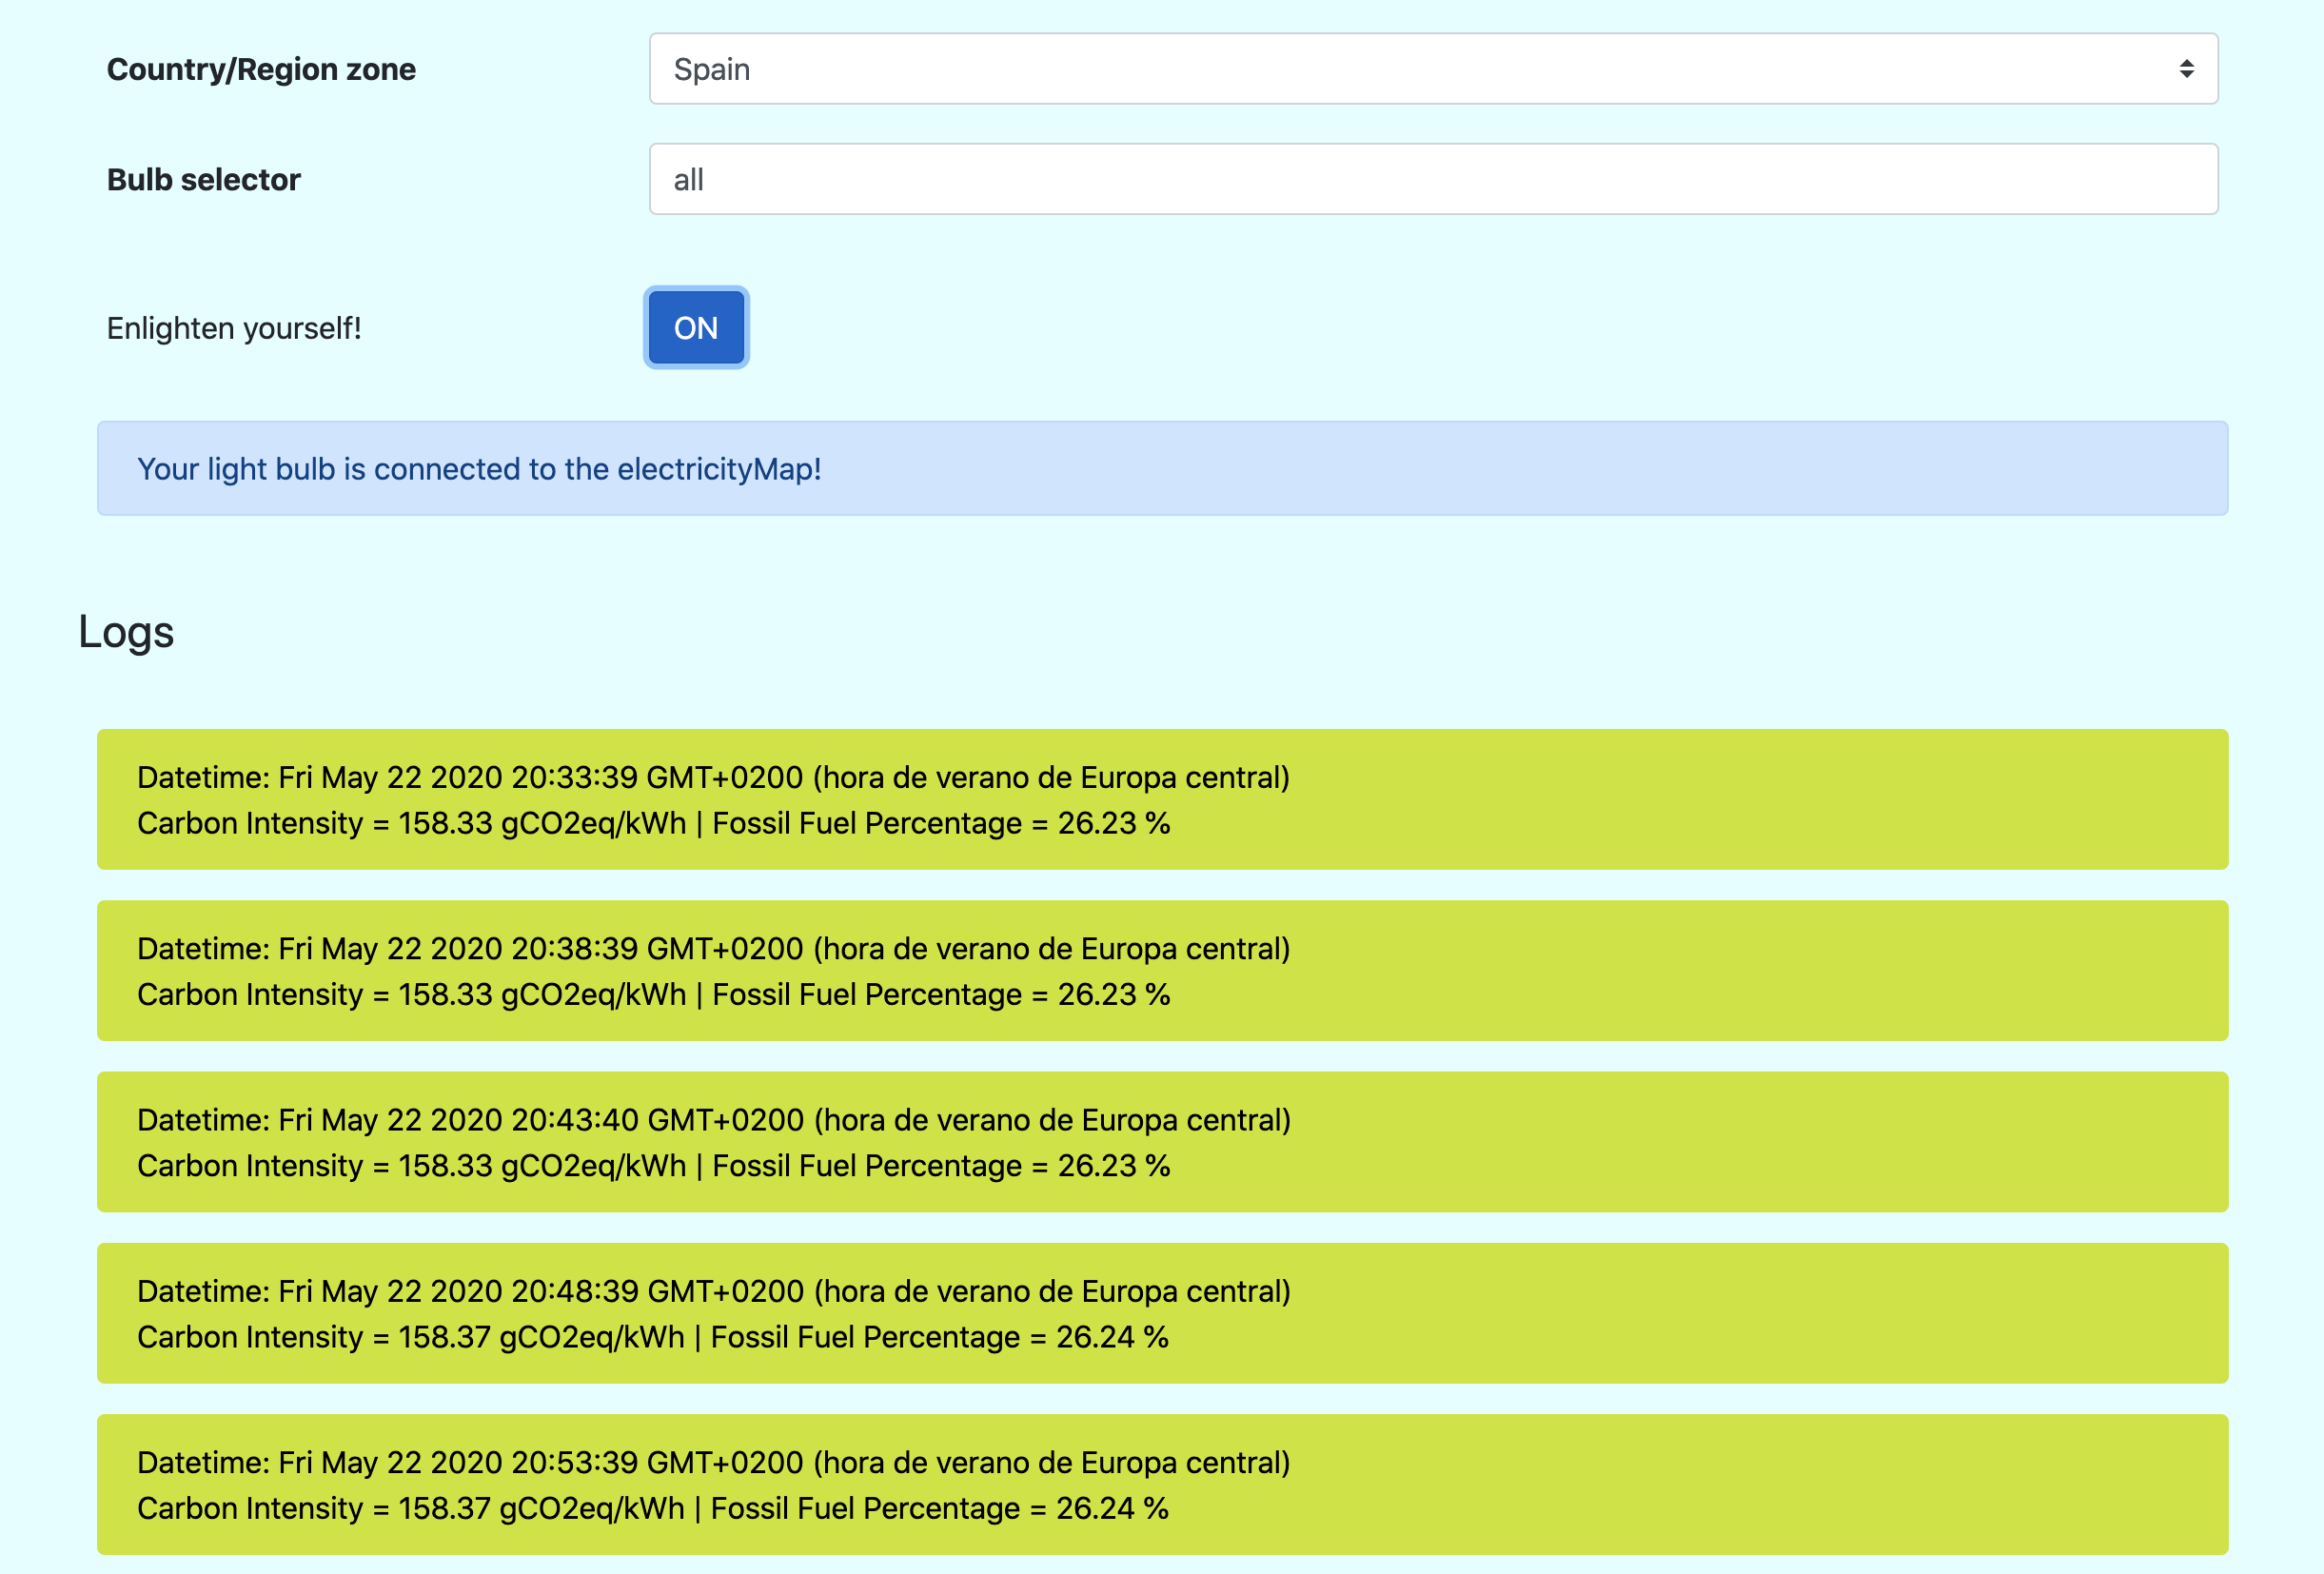 Country/Region zone
Spain
Bulb selector
all
Enlighten yourself!
ON
Your light bulb is connected to the electricityMap!
Logs
Datetime: Fri May 22 2020 20:33:39 GMT+0200 (hora de verano de Europa central)
Carbon Intensity = 158.33 gCO2eq/kWh | Fossil Fuel Percentage = 26.23 %
Datetime: Fri May 22 2020 20:38:39 GMT+0200 (hora de verano de Europa central)
Carbon Intensity = 158.33 gCO2eq/kWh | Fossil Fuel Percentage = 26.23 %
Datetime: Fri May 22 2020 20:43:40 GMT+0200 (hora de verano de Europa central)
Carbon Intensity = 158.33 gCO2eq/kWh | Fossil Fuel Percentage = 26.23 %
Datetime: Fri May 22 2020 20:48:39 GMT+0200 (hora de verano de Europa central)
Carbon Intensity = 158.37 gCO2eq/kWh | Fossil Fuel Percentage = 26.24 %
Datetime: Fri May 22 2020 20:53:39 GMT+0200 (hora de verano de Europa central)
Carbon Intensity = 158.37 gCO2eq/kWh | Fossil Fuel Percentage = 26.24 %